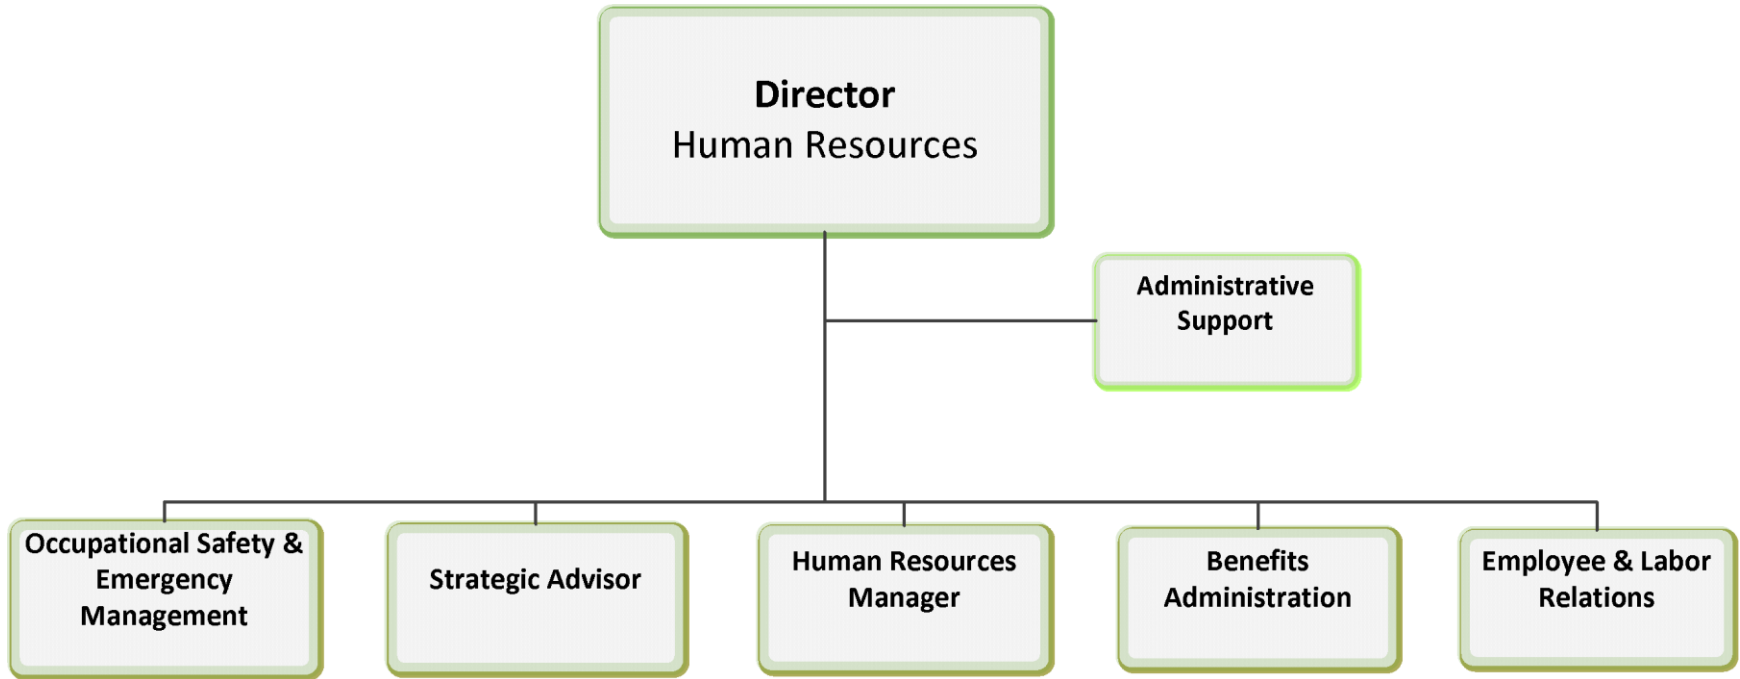 Director
Human Resources
Administrative
Support
Occupational Safety &
Emergency
Management
Strategic Advisor
Human Resources
Manager
Benefits
Administration
Employee & Labor
Relations